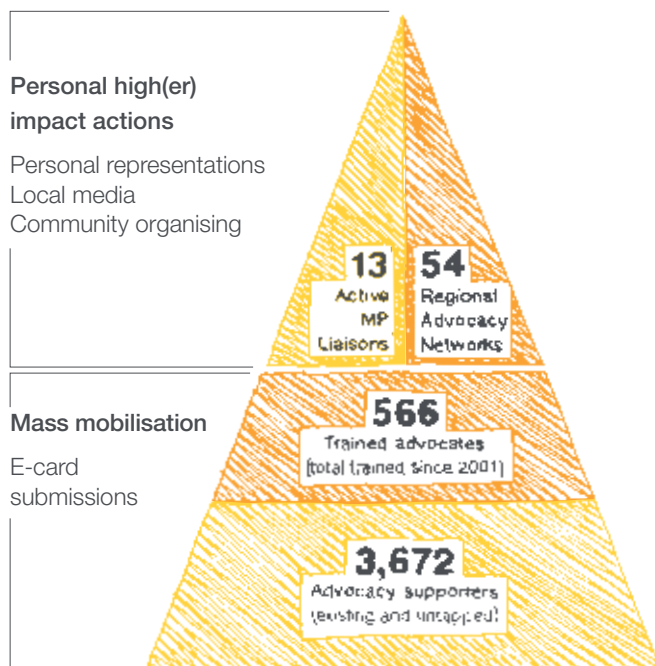 Personal high(er)
impact actions
Personal representations
Local media
Community organising
13
Active
MP
Liaisons
54
Regional
Advocacy
Networks
Mass mobilisation
E-card
submissions
566
Trained advocates
(total trained since 2001)
3,672
Advocacy supporters
(existing and untapped)